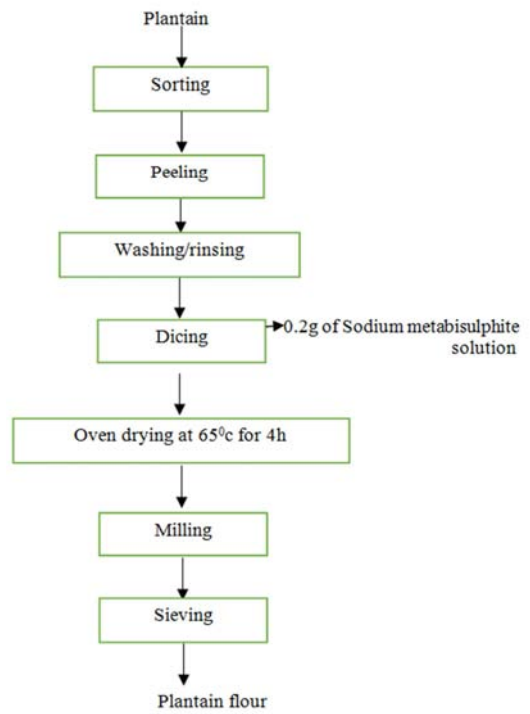 Plantain
Sorting
Peeling
Washing/rinsing
Dicing
0.2g of Sodium metabisulphite
solution
Oven drying at 65⁰c for 4h
Milling
Sieving
Plantain flour